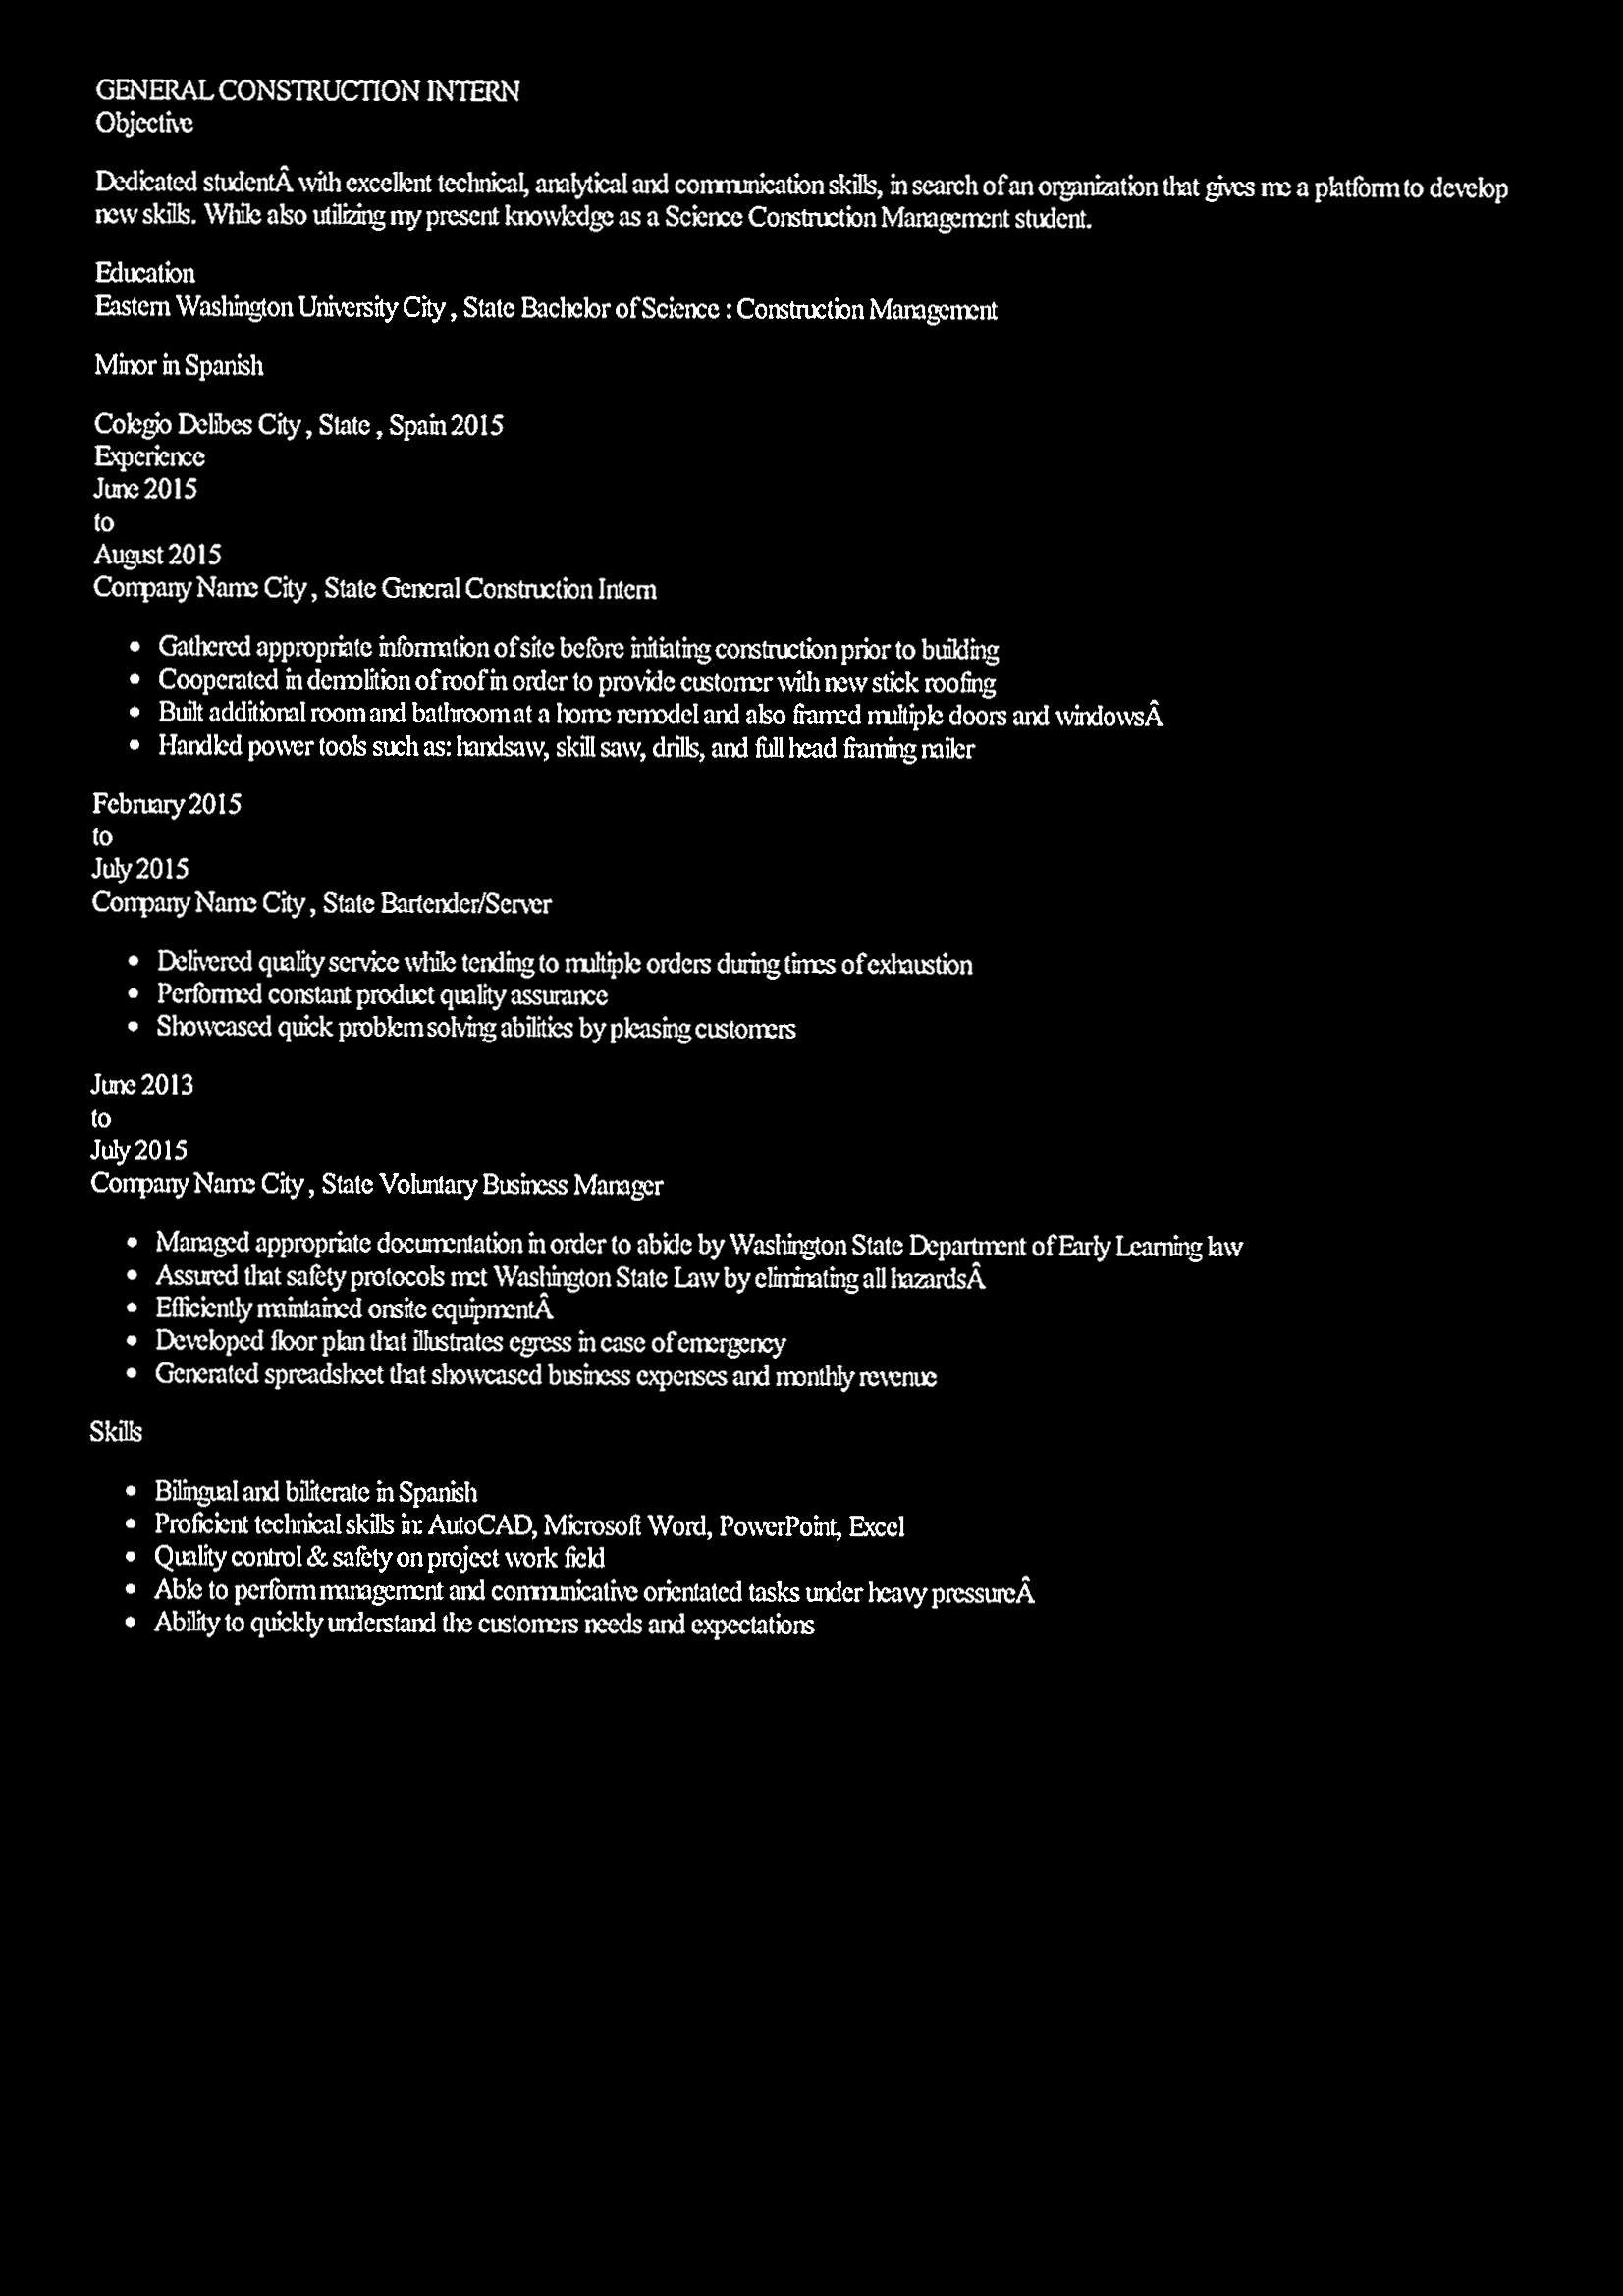 GENERAL CONSTRUCTION INTERN
Objective
Dedicated studentÂ with excellent technical, analytical and communication skills, in search of an organization that gives me a platform to develop
new skills. While also utilizing my present knowledge as a Science Construction Management student.
Education
Eastern Washington University City , State Bachelor of Science : Construction Management
Minor in Spanish
Colegio Delibes City , State , Spain 2015
Experience
June 2015
to
August 2015
Company Name City , State General Construction Intern
• Gathered appropriate information of site before initiating construction prior to building
• Cooperated in demolition of roof in order to provide customer with new stick roofing
• Built additional room and bathroom at a home remodel and also framed multiple doors and windowsÂ
• Handled power tools such as: handsaw, skill saw, drills, and full head framing nailer
February 2015
to
July 2015
Company Name City , State Bartender/Server
• Delivered quality service while tending to multiple orders during times of exhaustion
• Performed constant product quality assurance
• Showcased quick problem solving abilities by pleasing customers
June 2013
to
July 2015
Company Name City , State Voluntary Business Manager
• Managed appropriate documentation in order to abide by Washington State Department of Early Learning law
• Assured that safety protocols met Washington State Law by eliminating all hazardsÂ
• Efficiently maintained onsite equipmentÂ
• Developed floor plan that illustrates egress in case of emergency
• Generated spreadsheet that showcased business expenses and monthly revenue
Skills
• Bilingual and biliterate in Spanish
• Proficient technical skills in: AutoCAD, Microsoft Word, PowerPoint, Excel
• Quality control & safety on project work field
• Able to perform management and communicative orientated tasks under heavy pressureÂ
• Ability to quickly understand the customers needs and expectations